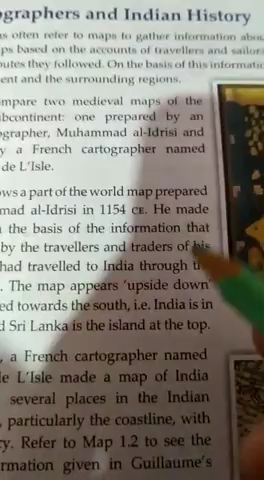 ographers and Indian History
often refer to maps to gather information
ps based on the accounts of travellers and sailors
outes they followed. On the basis of this
ent and the surrounding regions.
mpare two medieval maps of the
ubcontinent: one prepared by an
ographer, Muhammad al-Idrisi and
y a French cartographer named
de L'Isle.
ows a part of the world map prepared
mad al-Idrisi in 1154 CE. He made
the basis of the information that
by the travellers and traders of his
had travelled to India through
. The map appears 'upside down'
ed towards the south, i.e. India is in
d Sri Lanka is the island at the top.
, a French cartographer named
le L'Isle made a map of India
several places in the Indian
, particularly the coastline, with
cy. Refer to Map 1.2 to see the
rmation given in Guillaume's